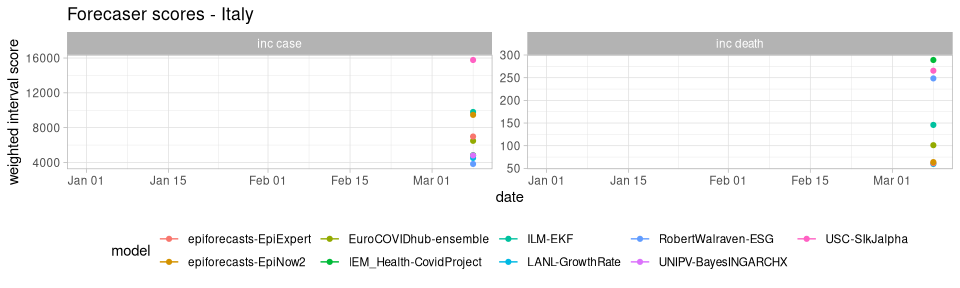 Forecaser scores - Italy
inc case
inc death
weighted interval score
16000
12000
8000
4000
300
250
200
150
100
50
Jan 01 Jan 15 Feb 01 Feb 15 Mar 01
Jan 01 Jan 15 Feb 01 Feb 15 Mar 01
date
model
epiforecasts-EpiExpert EuroCOVIDhub-ensemble ILM-EKF RobertWalraven-ESG USC-SIkJalpha
epiforecasts-EpiNow2 IEM_Health-CovidProject LANL-GrowthRate UNIPV-BayesINGARCHX